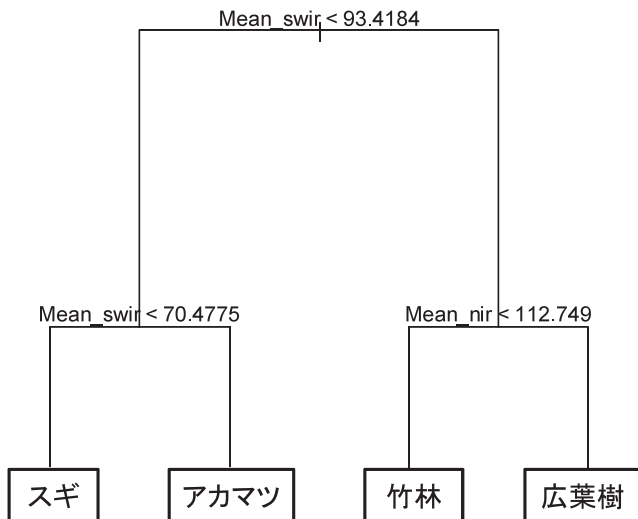 Mean_swir < 93.4184
Mean_swir < 70.4775
Mean_nir < 112.749
スギ
アカマツ
竹林
広葉樹